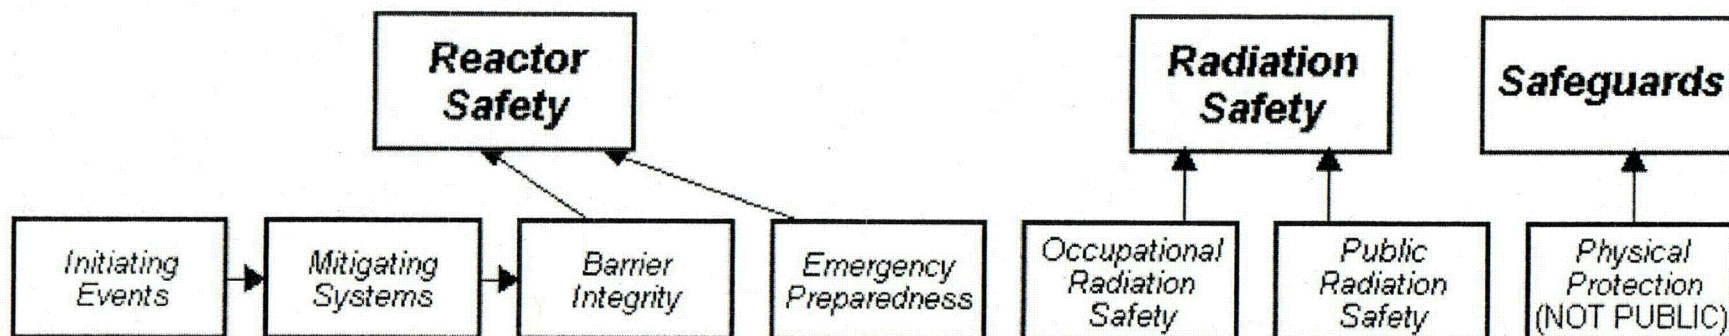 Reactor
Safety
Radiation
Safety
Safeguards
Initiating
Events
Mitigating
Systems
Barrier
Integrity
Emergency
Preparedness
Occupational
Radiation
Safety
Public
Radiation
Safety
Physical
Protection
(NOT PUBLIC)